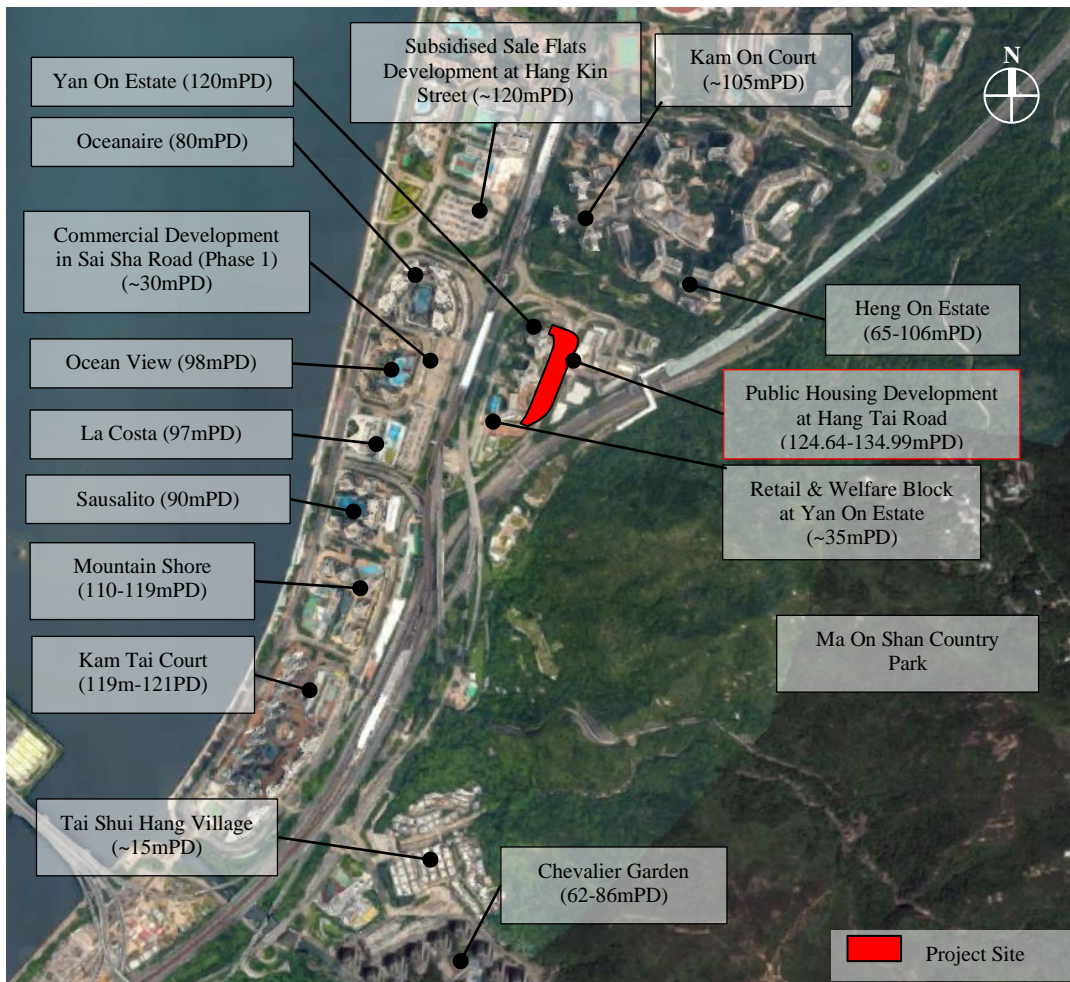 Subsidised Sale Flats
Development at Hang Kin
Street (~120mPD)
Kam On Court
(~105mPD)
N
Yan On Estate (120mPD)
Oceanaire (80mPD)
Commercial Development
in Sai Sha Road (Phase 1)
(~30mPD)
Heng On Estate
(65-106mPD)
Ocean View (98mPD)
Public Housing Development
at Hang Tai Road
(124.64-134.99mPD)
La Costa (97mPD)
Retail & Welfare Block
at Yan On Estate
(~35mPD)
Sausalito (90mPD)
Mountain Shore
(110-119mPD)
Ma On Shan Country
Park
Kam Tai Court
(119m-121PD)
Tai Shui Hang Village
(~15mPD)
Chevalier Garden
(62-86mPD)
Project Site